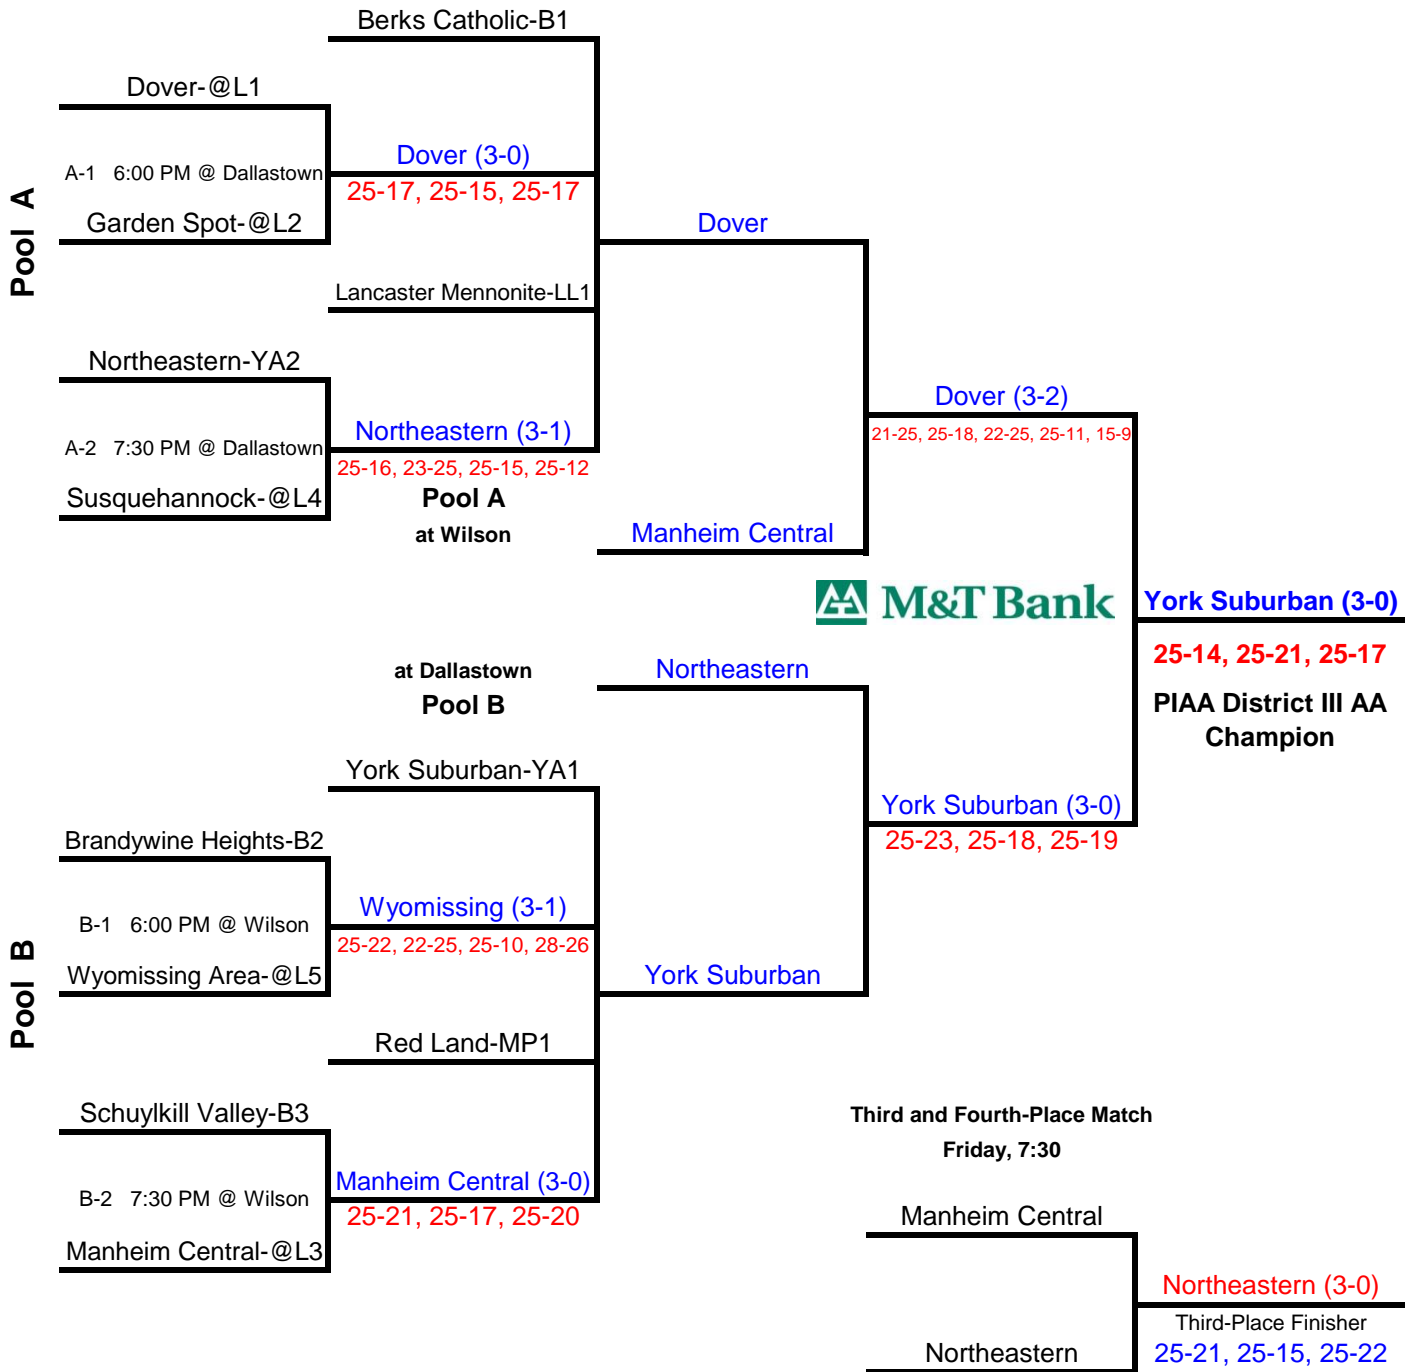 Berks Catholic-B1
Dover-@L1
A-1 6:00 PM @ Dallastown
Dover (3-0)
25-17, 25-15, 25-17
Garden Spot-@L2
Pool A
Dover
Lancaster Mennonite-LL1
Northeastern-YA2
A-2 7:30 PM @ Dallastown
Northeastern (3-1)
25-16, 23-25, 25-15, 25-12
Susquehannock-@L4
Pool A
at Wilson
Dover (3-2)
21-25, 25-18, 22-25, 25-11, 15-9
Manheim Central
M&T Bank
York Suburban (3-0)
25-14, 25-21, 25-17
PIAA District III AA
Champion
at Dallastown
Pool B
Northeastern
York Suburban-YA1
York Suburban (3-0)
25-23, 25-18, 25-19
Brandywine Heights-B2
B-1 6:00 PM @ Wilson
Wyomissing (3-1)
25-22, 22-25, 25-10, 28-26
Wyomissing Area-@L5
Pool B
York Suburban
Red Land-MP1
Schuylkill Valley-B3
B-2 7:30 PM @ Wilson
Manheim Central (3-0)
25-21, 25-17, 25-20
Manheim Central-@L3
Third and Fourth-Place Match
Friday, 7:30
Manheim Central
Northeastern (3-0)
Third-Place Finisher
25-21, 25-15, 25-22
Northeastern